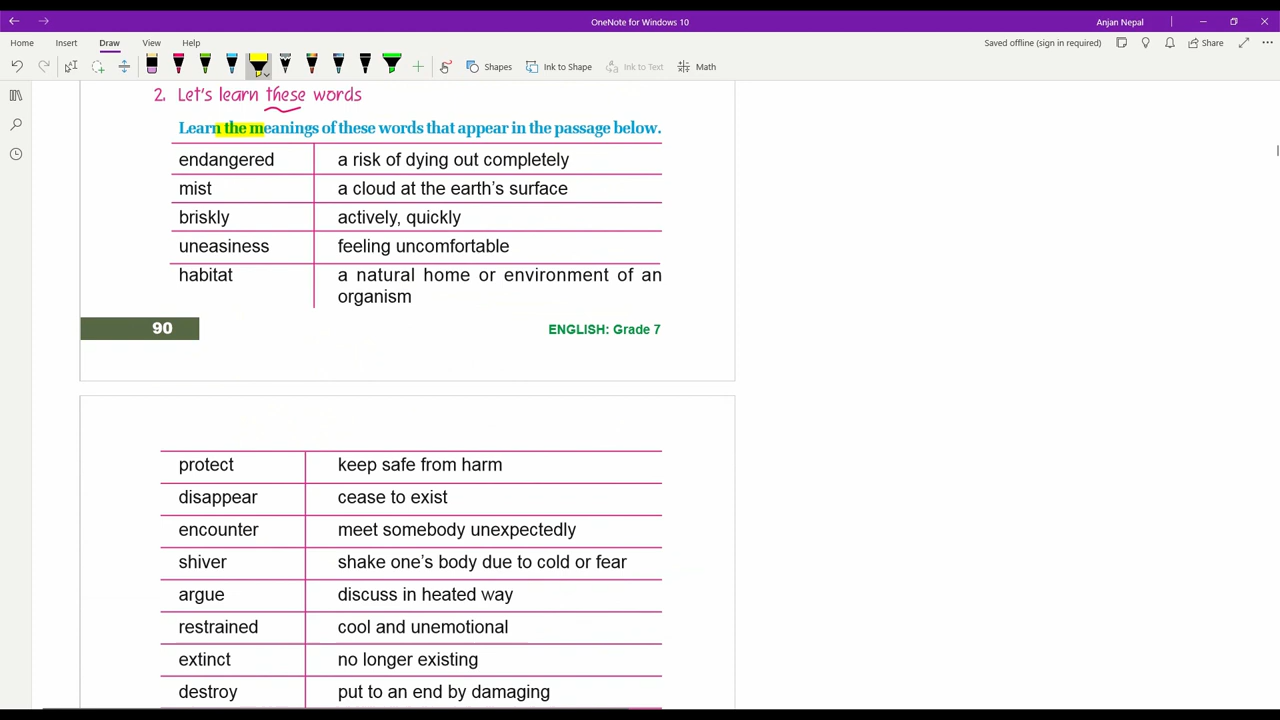 OneNote for Windows 10
Anjan Nepal
Home Insert Draw View Help
Saved offline (sign in required)
Share
Shapes
Ink to Shape
Ink to Text
Math
2. Let's learn these words
Learn the meanings of these words that appear in the passage below.
endangered a risk of dying out completely
mist a cloud at the earth's surface
briskly actively, quickly
uneasiness feeling uncomfortable
habitat a natural home or environment of an
organism
90 ENGLISH: Grade 7
protect keep safe from harm
disappear cease to exist
encounter meet somebody unexpectedly
shiver shake one's body due to cold or fear
argue discuss in heated way
restrained cool and unemotional
extinct no longer existing
destroy put to an end by damaging